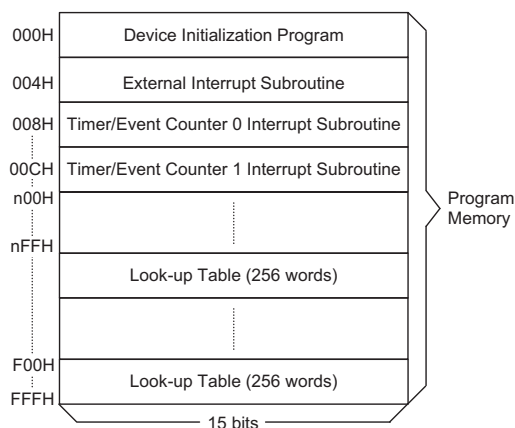 000H Device Initialization Program
004H External Interrupt Subroutine
008H Timer/Event Counter 0 Interrupt Subroutine
00CH Timer/Event Counter 1 Interrupt Subroutine
n00H
Program
Memory
nFFH
Look-up Table (256 words)
F00H
Look-up Table (256 words)
FFFH
15 bits